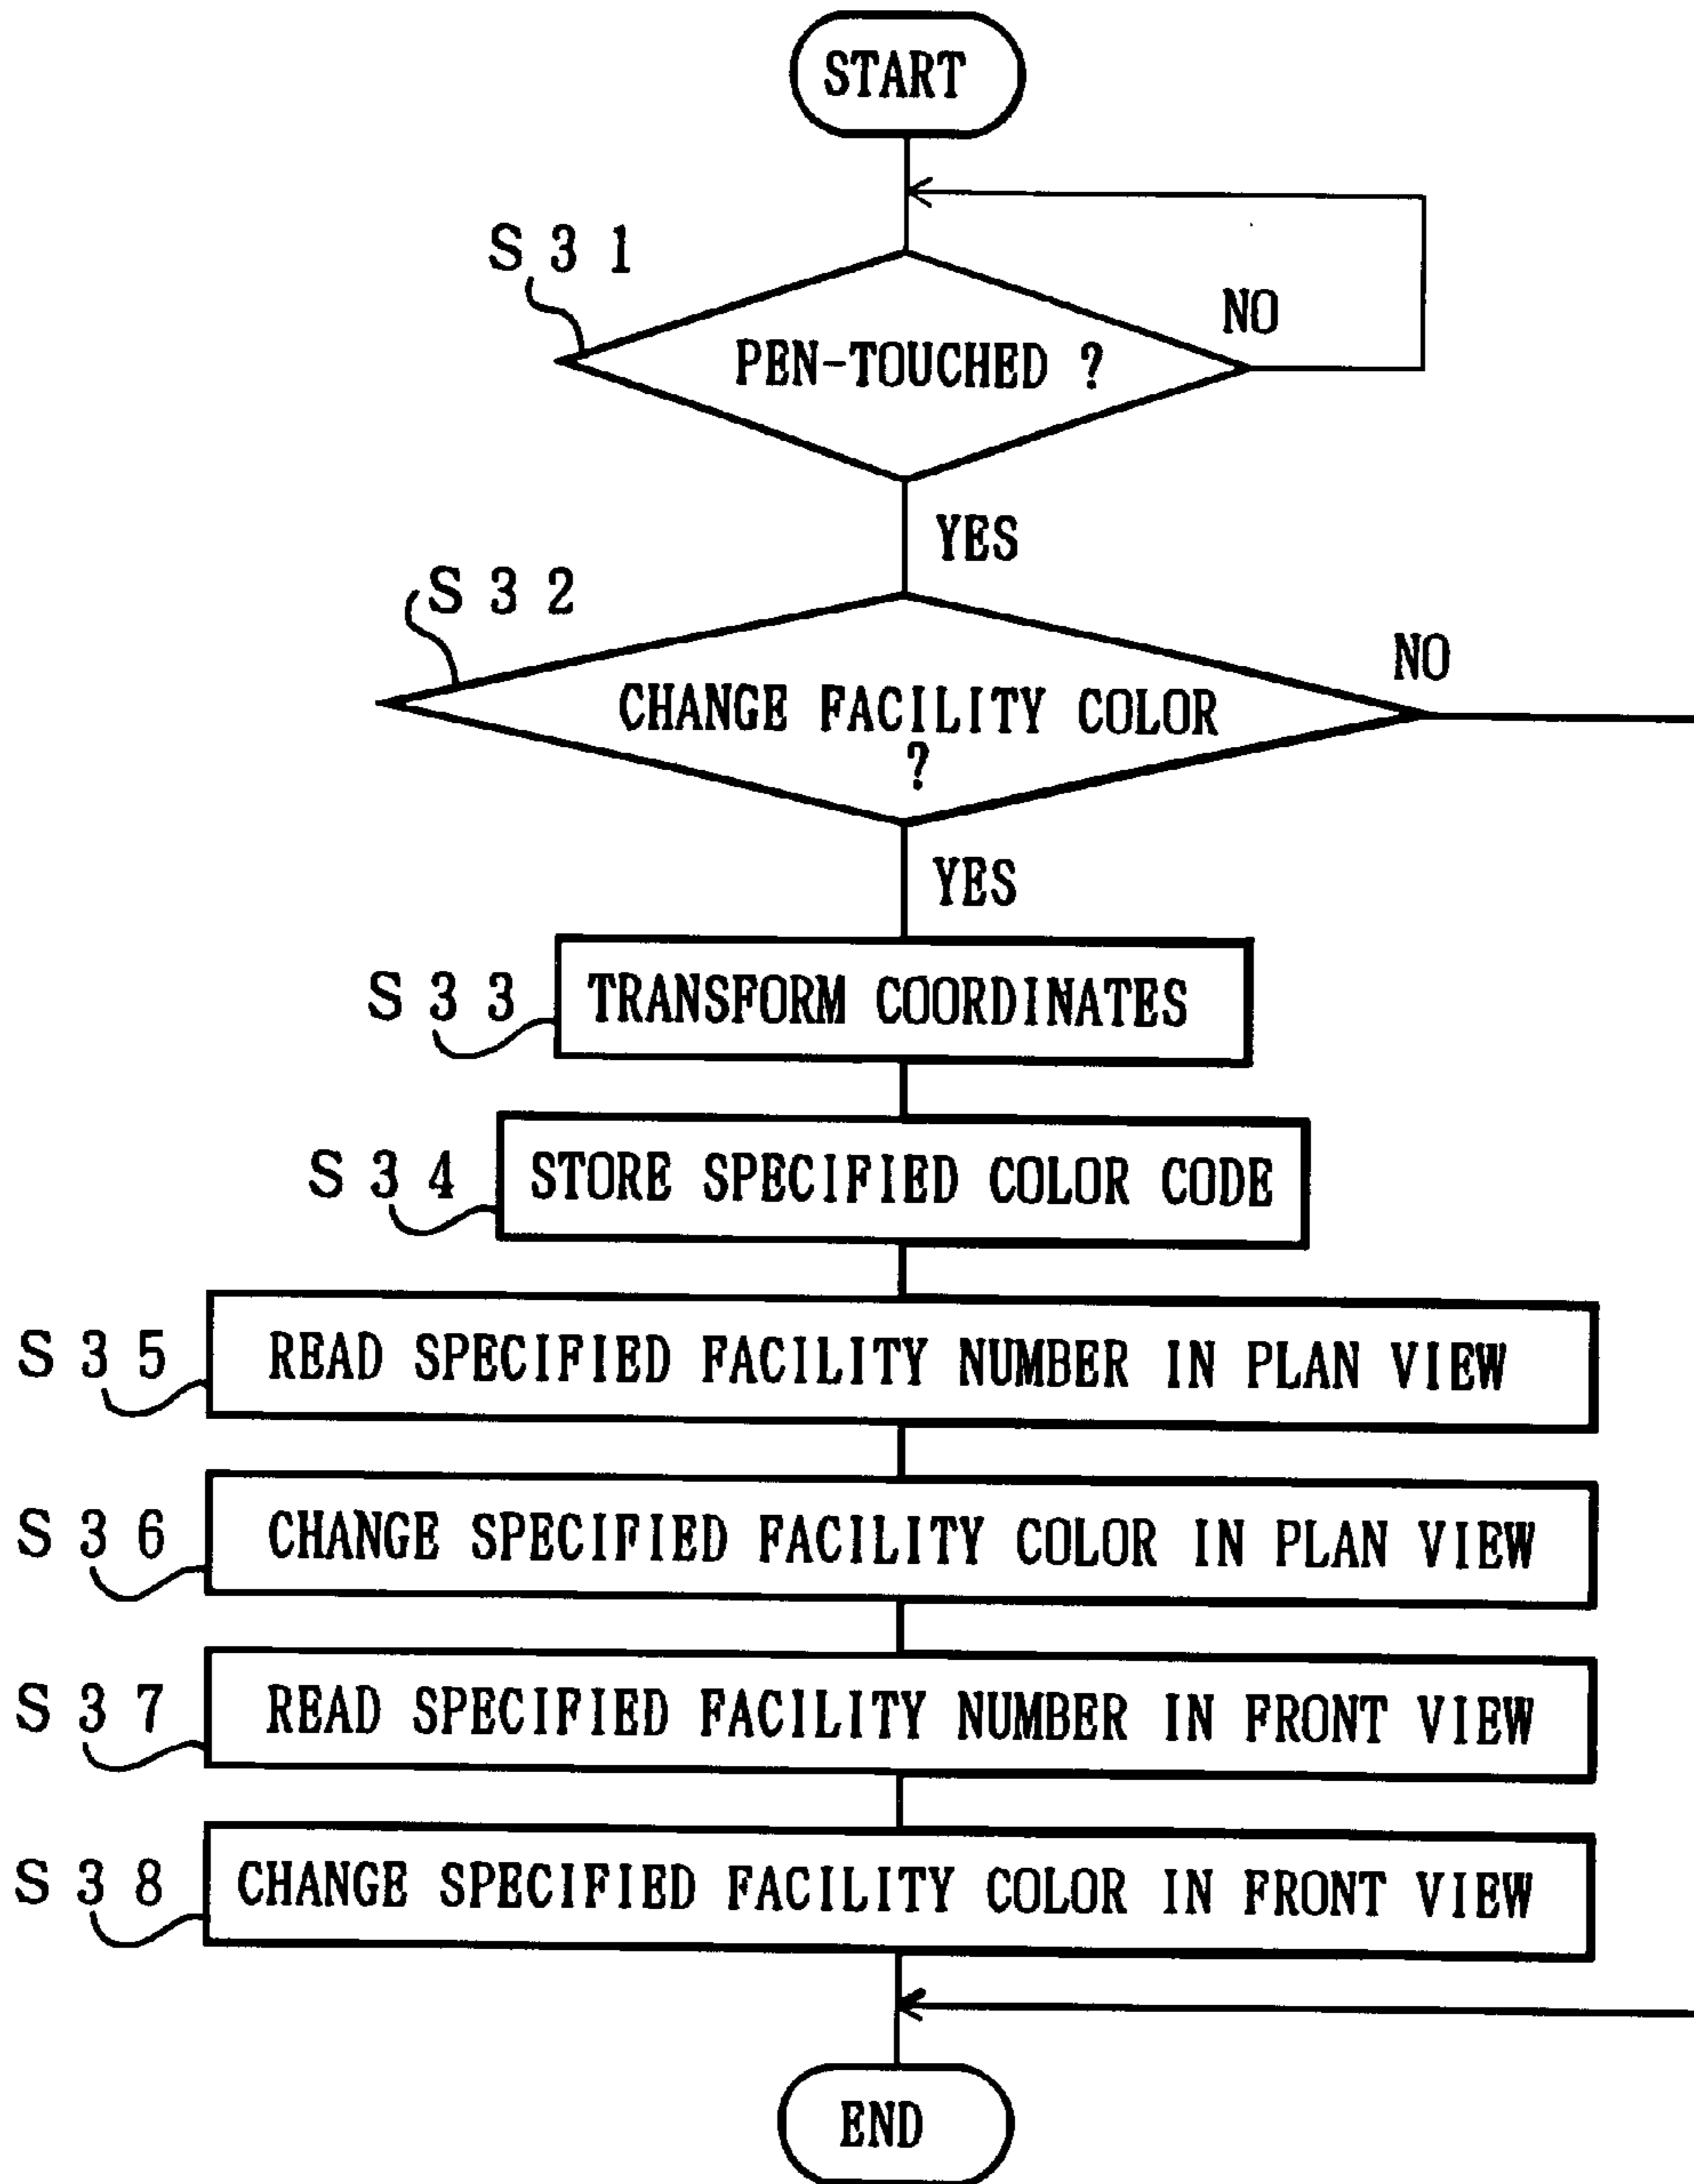 START
S31
PEN-TOUCHED ?
NO
YES
S32
CHANGE FACILITY COLOR
?
NO
YES
S33
TRANSFORM COORDINATES
S34
STORE SPECIFIED COLOR CODE
S35
READ SPECIFIED FACILITY NUMBER IN PLAN VIEW
S36
CHANGE SPECIFIED FACILITY COLOR IN PLAN VIEW
S37
READ SPECIFIED FACILITY NUMBER IN FRONT VIEW
S38
CHANGE SPECIFIED FACILITY COLOR IN FRONT VIEW
END